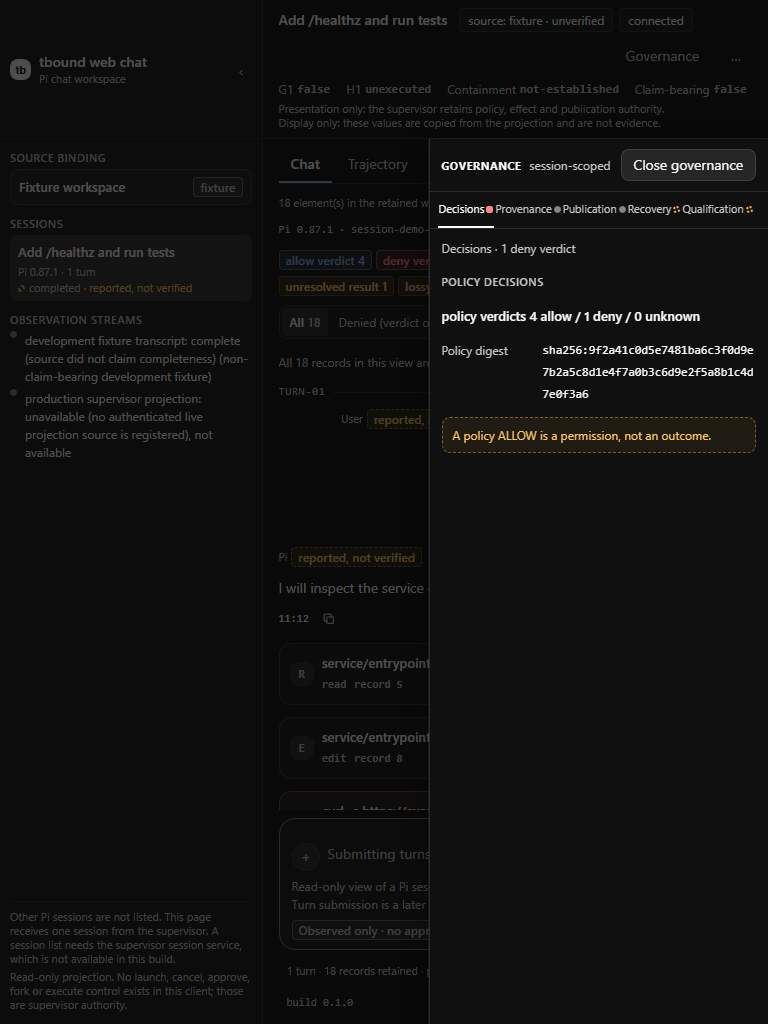 tb
tbound web chat
Pi chat workspace
‹
SOURCE BINDING
Fixture workspace
fixture
SESSIONS
Add /healthz and run tests
Pi 0.87.1 · 1 turn
completed · reported, not verified
OBSERVATION STREAMS
development fixture transcript: complete
(source did not claim completeness) (non-
claim-bearing development fixture)
production supervisor projection:
unavailable (no authenticated live
projection source is registered), not
available
Other Pi sessions are not listed. This page
receives one session from the supervisor. A
session list needs the supervisor session service,
which is not available in this build.
Read-only projection. No launch, cancel, approve,
fork or execute control exists in this client; those
are supervisor authority.
Add /healthz and run tests
source: fixture · unverified
connected
Governance
...
G1 false H1 unexecuted Containment not-established Claim-bearing false
Presentation only: the supervisor retains policy, effect and publication authority.
Display only: these values are copied from the projection and are not evidence.
Chat
Trajectory
18 element(s) in the retained
Pi 0.87.1 · session-demo-
allow verdict 4
deny
unresolved result 1
All 18
Denied (verdict
All 18 records in this view
TURN-01
User
reported,
Pi
reported, not verified
I will inspect the service
11:12
R
service/entrypoint
read record 5
E
service/entrypoint
edit record 8
+
Submitting turns
Read-only view of a Pi
Turn submission is a later
Observed only · no
1 turn · 18 records retained ·
build 0.1.0
GOVERNANCE session-scoped
Close governance
Decisions
Provenance
Publication
Recovery
Qualification
Decisions · 1 deny verdict
POLICY DECISIONS
policy verdicts 4 allow / 1 deny / 0 unknown
Policy digest
sha256:9f2a41c0d5e7481ba6c3f0d9e
7b2a5c8d1e4f7a0b3c6d9e2f5a8b1c4d
7e0f3a6
A policy ALLOW is a permission, not an outcome.